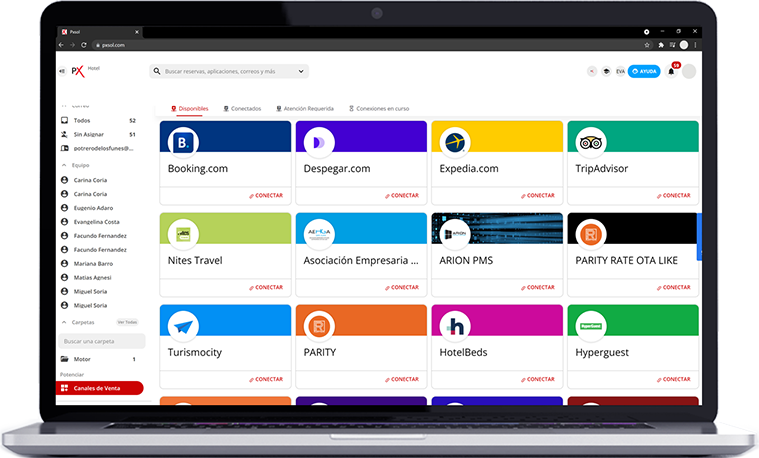 Pxsol
pxsol.com
PX Hotel
Buscar reservas, aplicaciones, correos y más
EVA
AYUDA
59
Disponibles
Conectados
Atención Requerida
Conexiones en curso
Todos 52
Sin Asignar 51
potrerodelosfunes@...
Equipo
Carina Coria
Carina Coria
Eugenio Adaro
Evangelina Costa
Facundo Fernandez
Facundo Fernandez
Mariana Barro
Matias Agnesi
Miguel Soria
Miguel Soria
Carpetas Ver Todas
Buscar una carpeta
Motor 1
Potenciar
Canales de Venta
B.
Booking.com
CONECTAR
Despegar.com
CONECTAR
Expedia.com
CONECTAR
TripAdvisor
CONECTAR
Nites Travel
CONECTAR
Asociación Empresaria ...
CONECTAR
ARION
ARION PMS
CONECTAR
PARITY RATE OTA LIKE
CONECTAR
Turismocity
CONECTAR
PARITY
CONECTAR
h
HotelBeds
CONECTAR
HyperGuest
Hyperguest
CONECTAR